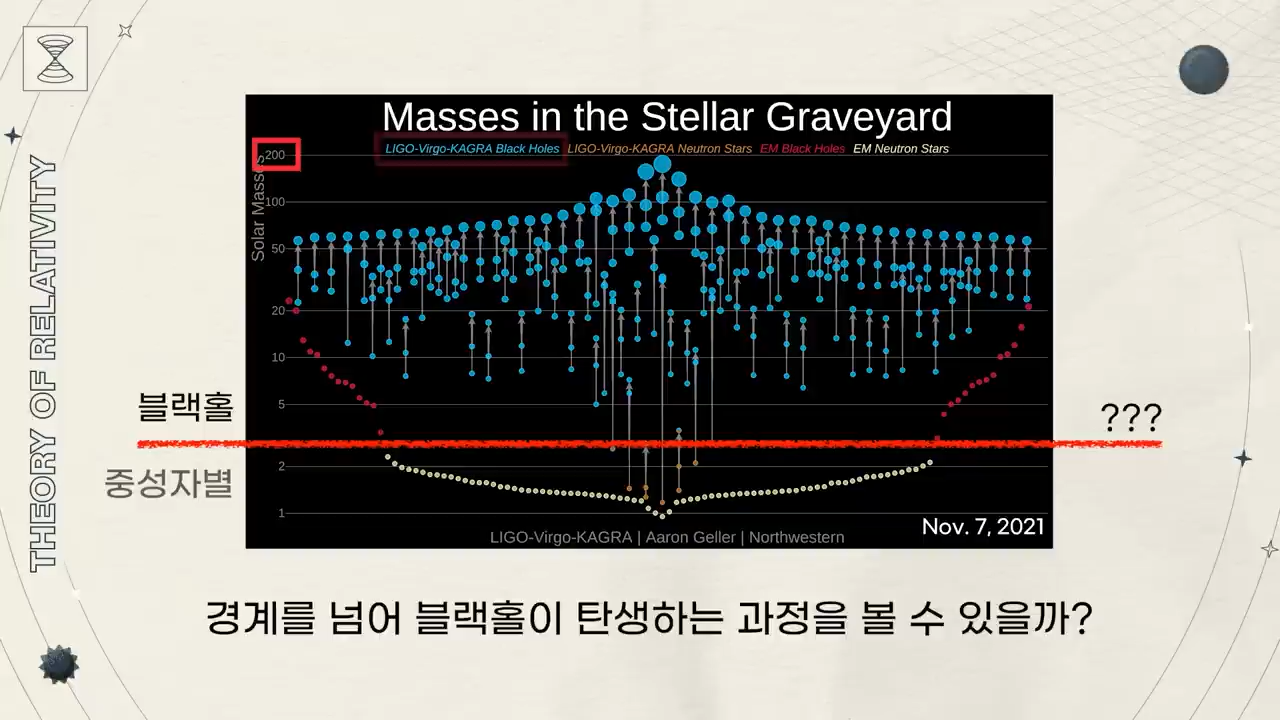 THEORY OF RELATIVITY
Masses in the Stellar Graveyard
LIGO-Virgo-KAGRA Black Holes LIGO-Virgo-KAGRA Neutron Stars EM Black Holes EM Neutron Stars
Solar Masses
200
100
50
20
10
5
2
1
블랙홀
???
중성자별
Nov. 7, 2021
LIGO-Virgo-KAGRA | Aaron Geller | Northwestern
경계를 넘어 블랙홀이 탄생하는 과정을 볼 수 있을까?